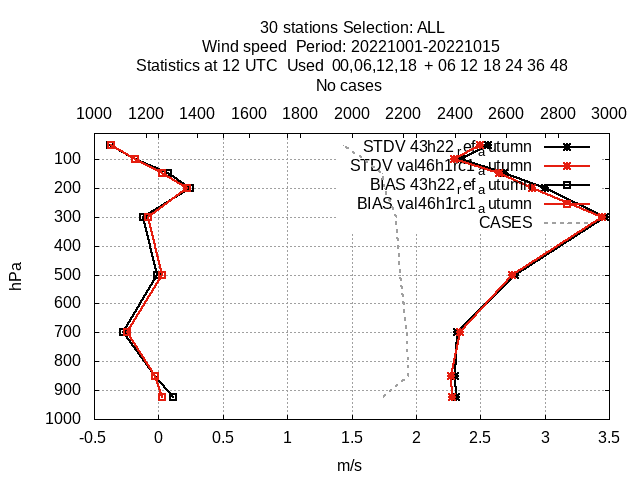 30 stations Selection: ALL
Wind speed  Period: 20221001-20221015
Statistics at 12 UTC  Used  00,06,12,18  + 06 12 18 24 36 48
No cases
1000 1200 1400 1600 1800 2000 2200 2400 2600 2800 3000
STDV 43h22_ref_autumn
STDV val46h1rc1_autumn
BIAS 43h22_ref_autumn
BIAS val46h1rc1_autumn
CASES
100
200
300
400
500
600
700
800
900
1000
hPa
-0.5 0 0.5 1 1.5 2 2.5 3 3.5
m/s